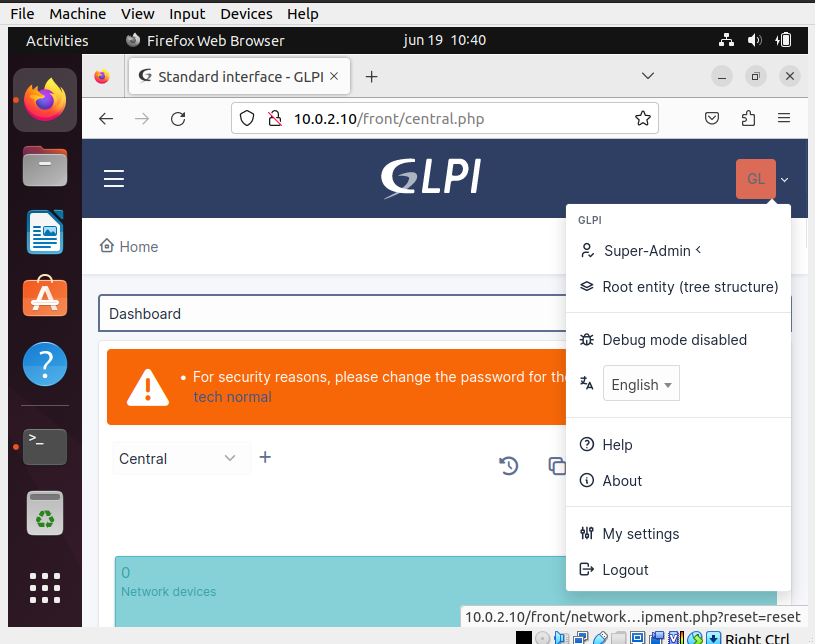 File Machine View Input Devices Help
Activities Firefox Web Browser jun 19 10:40
Standard interface - GLPI × +
10.0.2.10/front/central.php
GLPI
GL
Home
GLPI
Super-Admin
Root entity (tree structure)
Dashboard
Debug mode disabled
• For security reasons, please change the password for the
tech normal
English
Central +
Help
About
My settings
Logout
0
Network devices
10.0.2.10/front/network...ipment.php?reset=reset
Right Ctrl